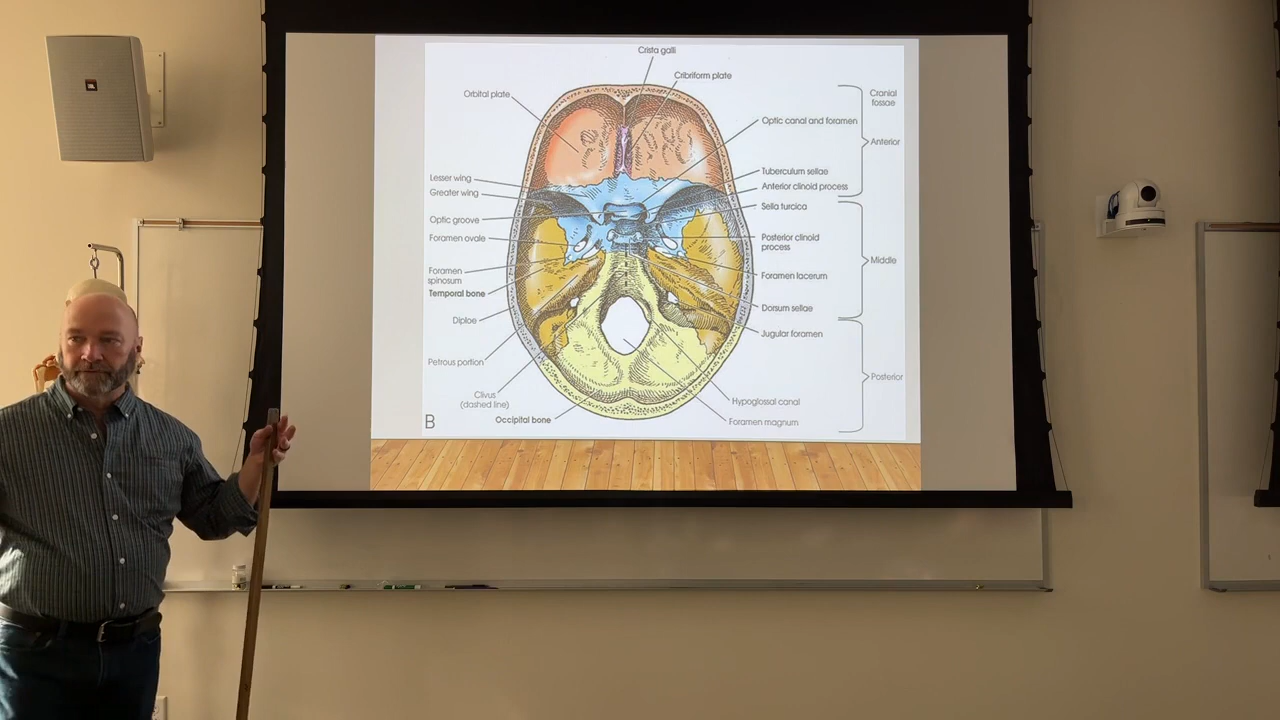 Crista galli
Cribriform plate
Orbital plate
Cranial
fossae
Optic canal and foramen
Anterior
Lesser wing
Greater wing
Tuberculum sellae
Anterior clinoid process
Optic groove
Sella turcica
Foramen ovale
Posterior clinoid
process
Middle
Foramen
spinosum
Foramen lacerum
Temporal bone
Dorsum sellae
Diploe
Jugular foramen
Petrous portion
Posterior
Clivus
(dashed line)
Hypoglossal canal
Occipital bone
Foramen magnum
B
JBL